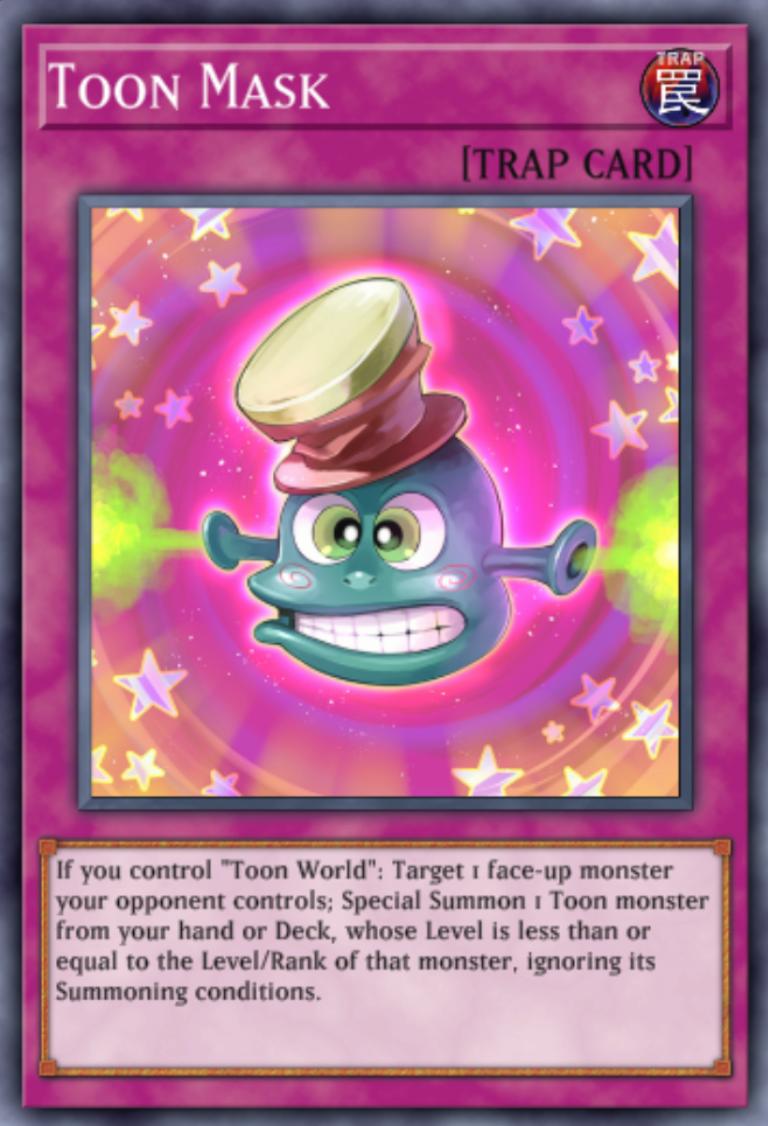 Toon Mask
TRAP
罠
[TRAP CARD]
If you control "Toon World": Target 1 face-up monster
your opponent controls; Special Summon 1 Toon monster
from your hand or Deck, whose Level is less than or
equal to the Level/Rank of that monster, ignoring its
Summoning conditions.